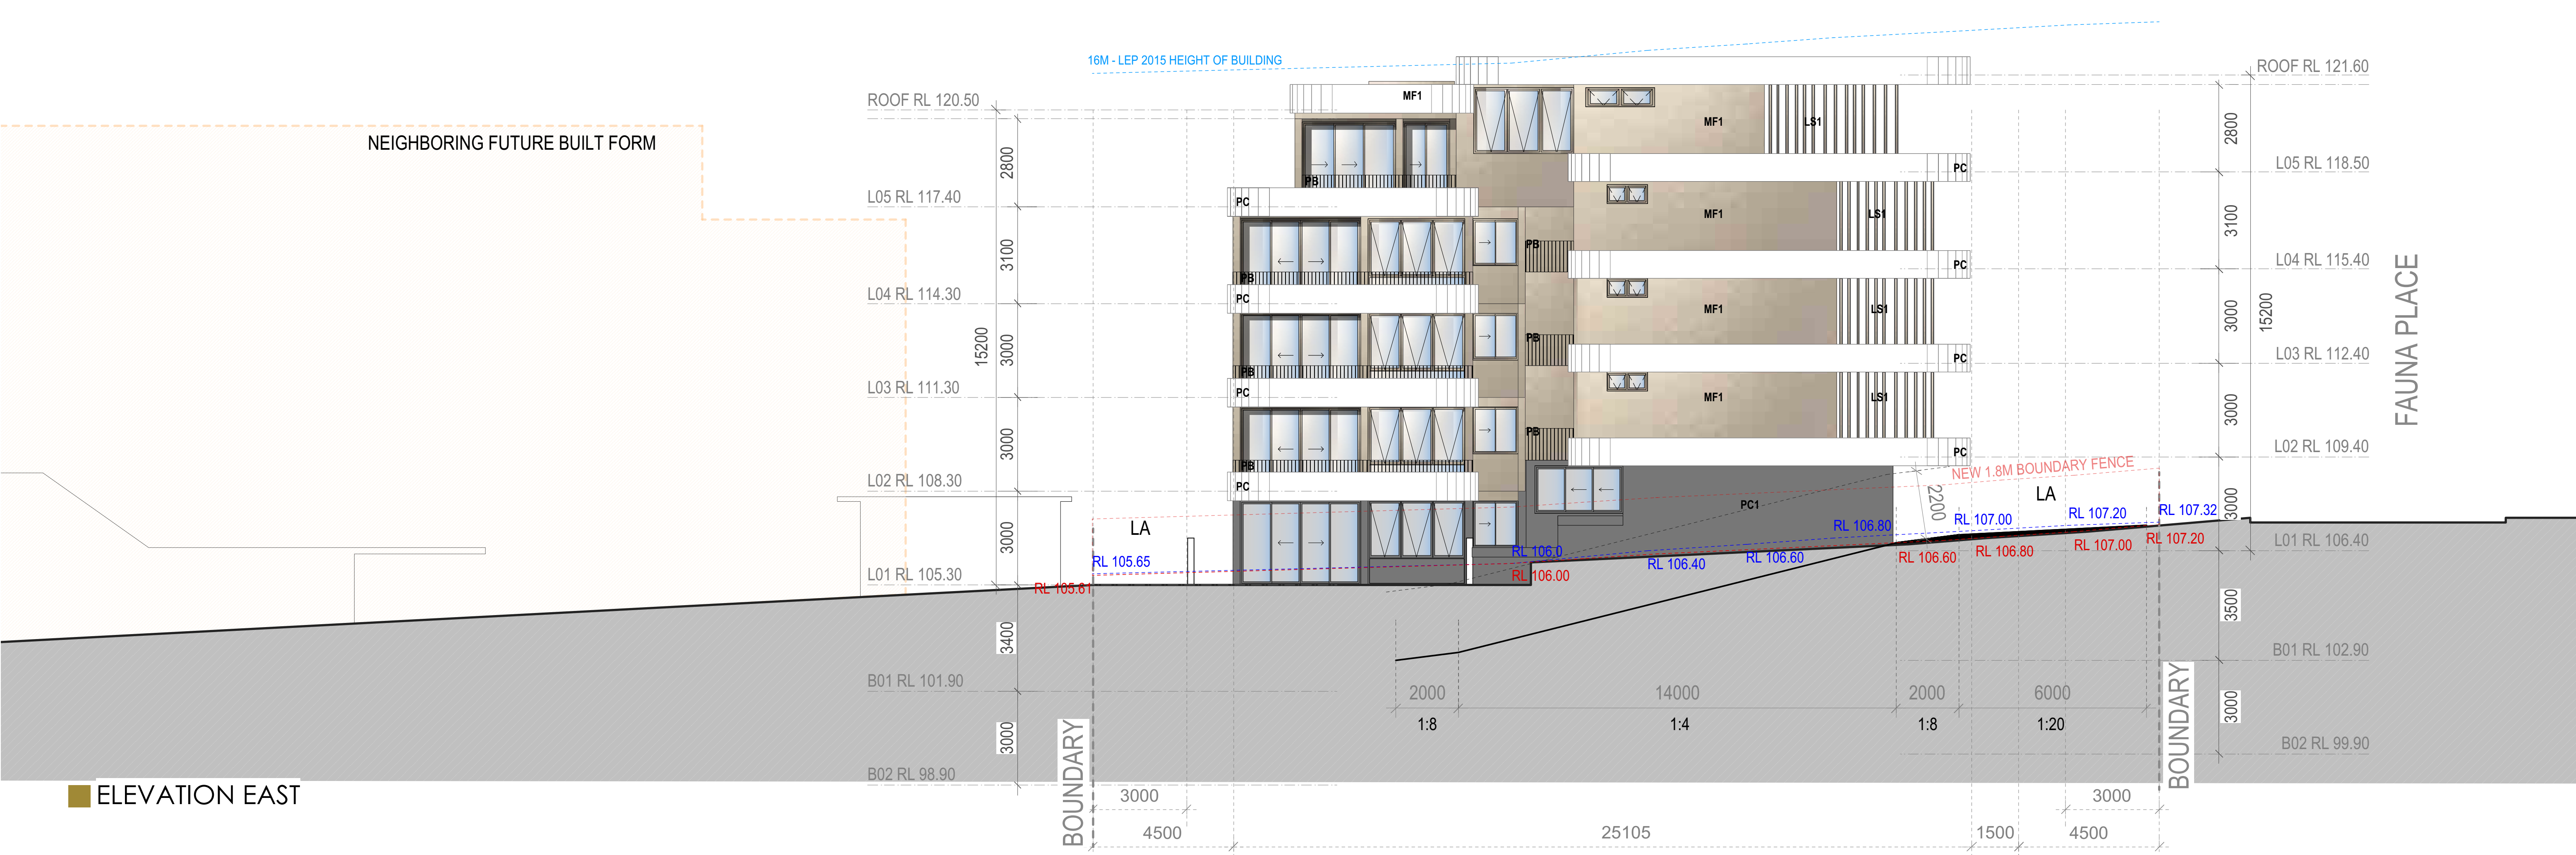 16M - LEP 2015 HEIGHT OF BUILDING
ROOF RL 121.60
ROOF RL 120.50
MF1
NEIGHBORING FUTURE BUILT FORM
MF1
LS1
2800
2800
L05 RL 118.50
PC
PB
L05 RL 117.40
PC
MF1
LS1
3100
3100
PB
L04 RL 115.40
PC
PB
L04 RL 114.30
PC
MF1
LS1
3000
15200
FAUNA PLACE
15200
3000
PB
L03 RL 112.40
PC
PB
L03 RL 111.30
PC
MF1
LS1
3000
3000
PB
L02 RL 109.40
PC
PB
NEW 1.8M BOUNDARY FENCE
L02 RL 108.30
PC
2200
LA
PC1
3000
RL 107.00
RL 107.20
RL 107.32
LA
RL 106.80
3000
RL 106.0
RL 106.60
RL 106.40
RL 105.65
RL 106.60
RL 106.80
RL 107.00
RL 107.20
L01 RL 106.40
L01 RL 105.30
RL 105.61
RL 106.00
3500
3400
B01 RL 102.90
B01 RL 101.90
2000
14000
2000
6000
1:8
1:4
1:8
1:20
3000
3000
B02 RL 99.90
B02 RL 98.90
BOUNDARY
BOUNDARY
ELEVATION EAST
3000
3000
4500
25105
1500
4500